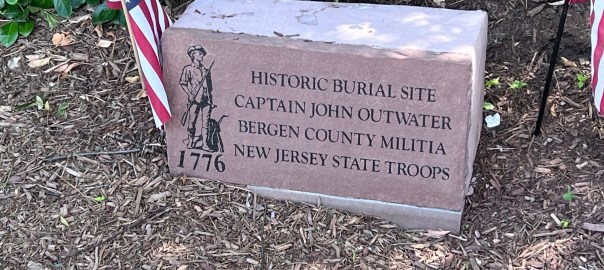 HISTORIC BURIAL SITE
CAPTAIN JOHN OUTWATER
BERGEN COUNTY MILITIA
NEW JERSEY STATE TROOPS
1776